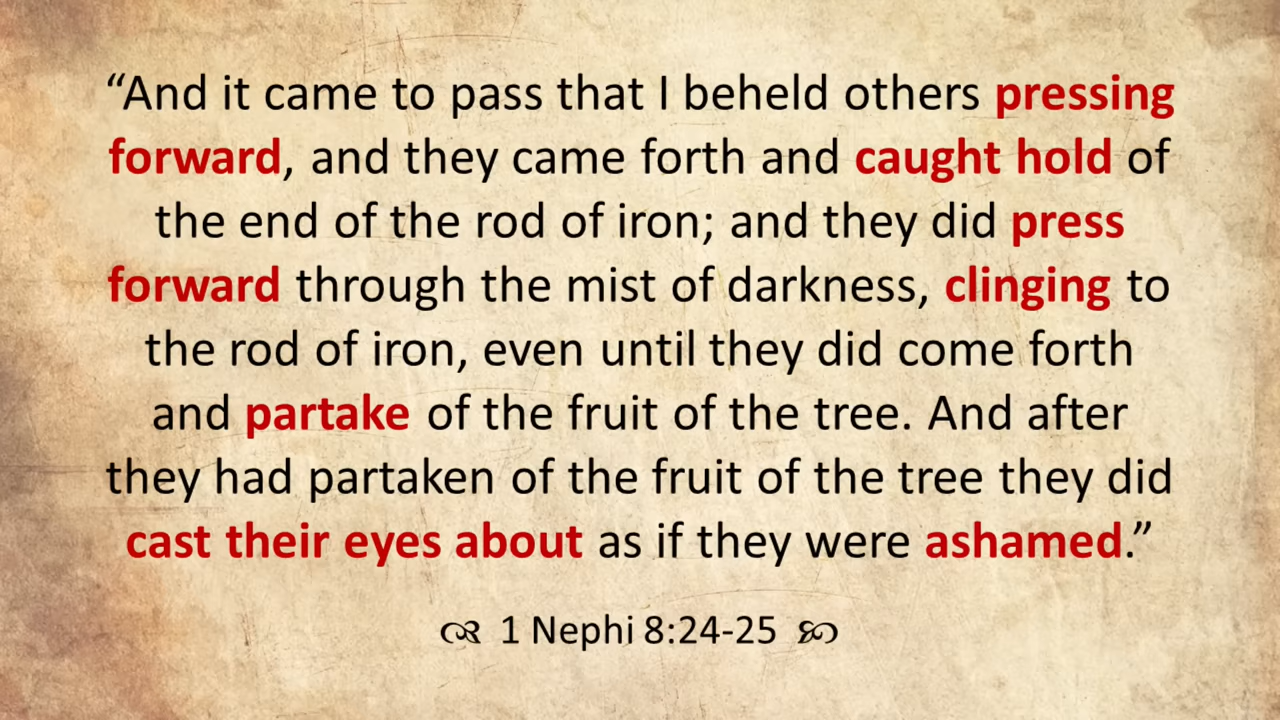 “And it came to pass that I beheld others pressing
forward, and they came forth and caught hold of
the end of the rod of iron; and they did press
forward through the mist of darkness, clinging to
the rod of iron, even until they did come forth
and partake of the fruit of the tree. And after
they had partaken of the fruit of the tree they did
cast their eyes about as if they were ashamed.”
1 Nephi 8:24-25